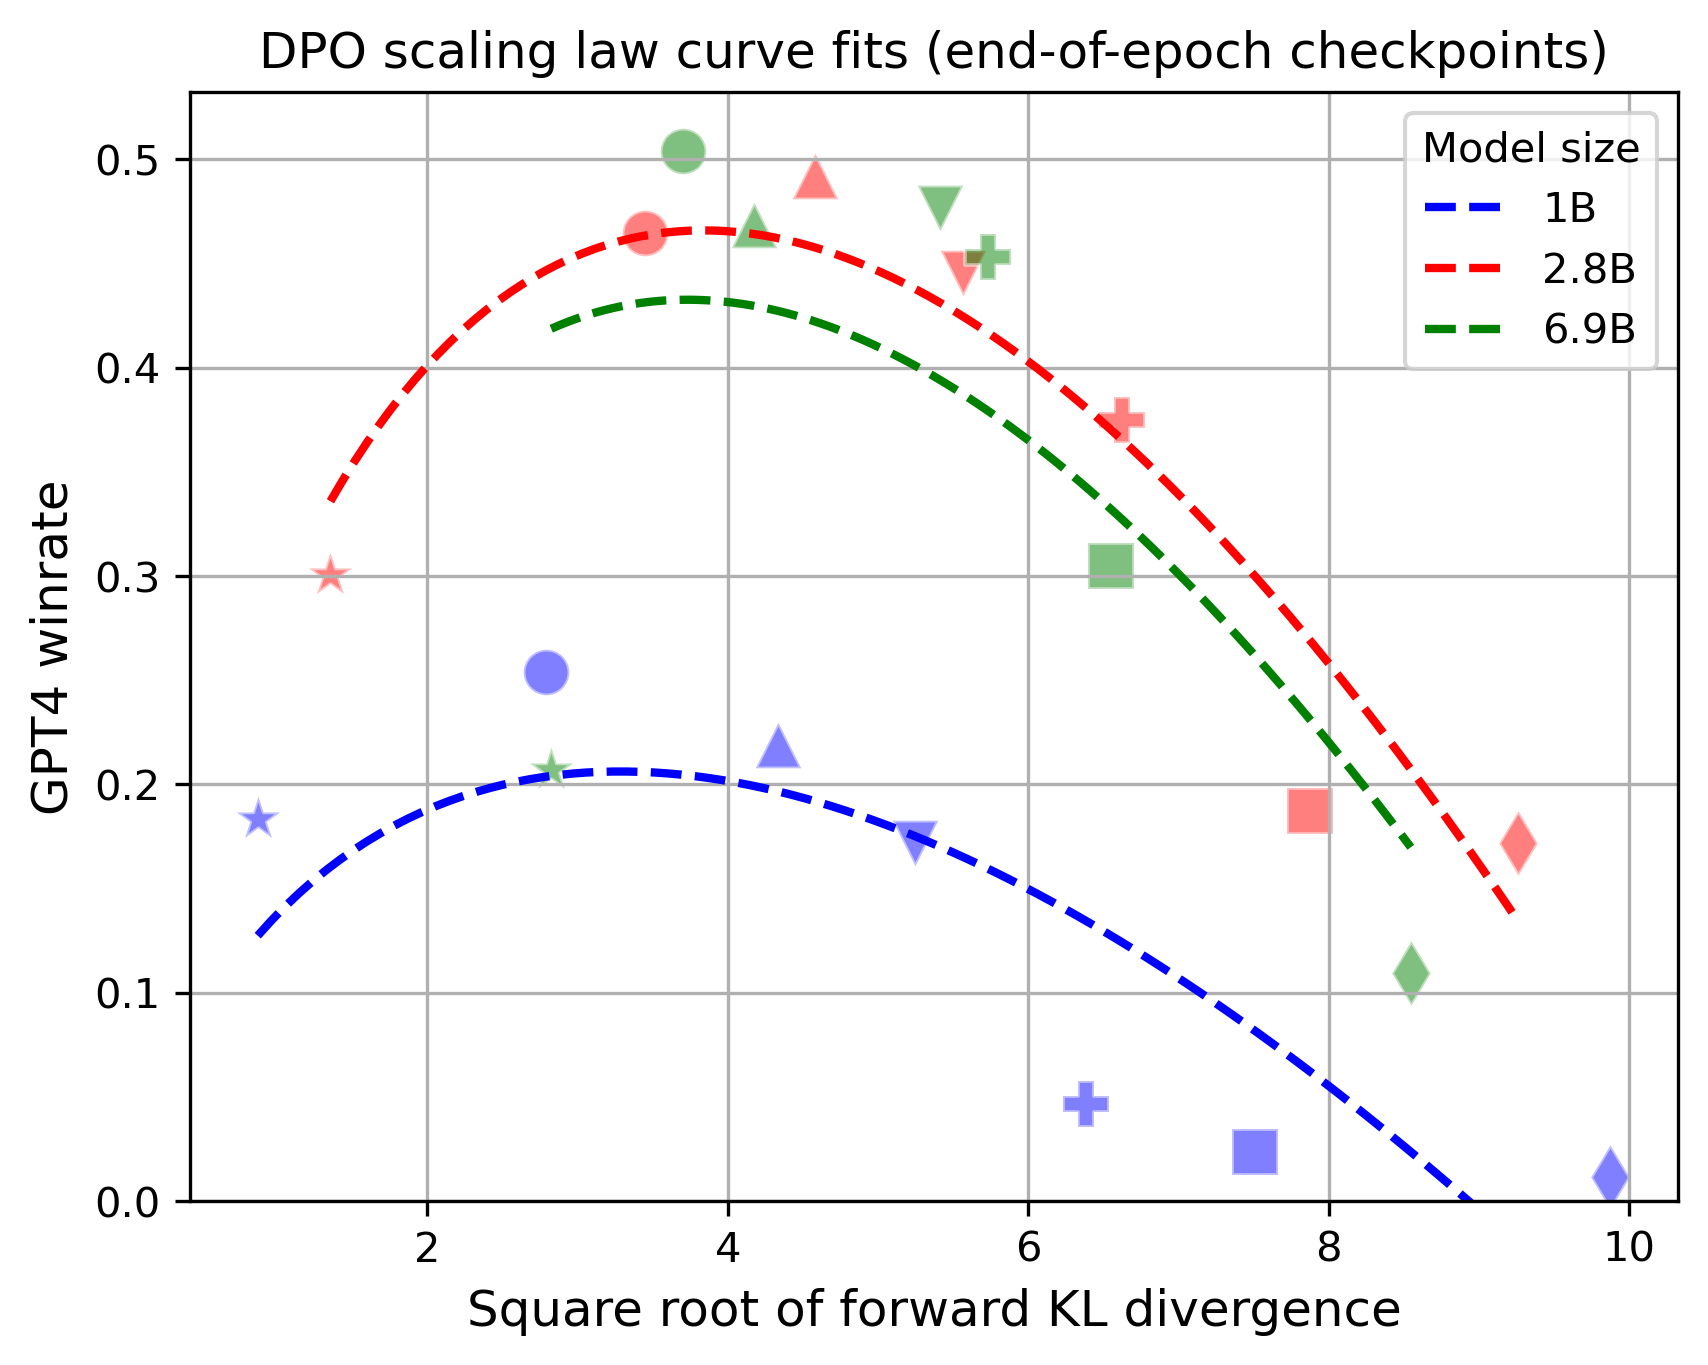 DPO scaling law curve fits (end-of-epoch checkpoints)
Model size
1B
2.8B
6.9B
GPT4 winrate
0.5
0.4
0.3
0.2
0.1
0.0
2 4 6 8 10
Square root of forward KL divergence